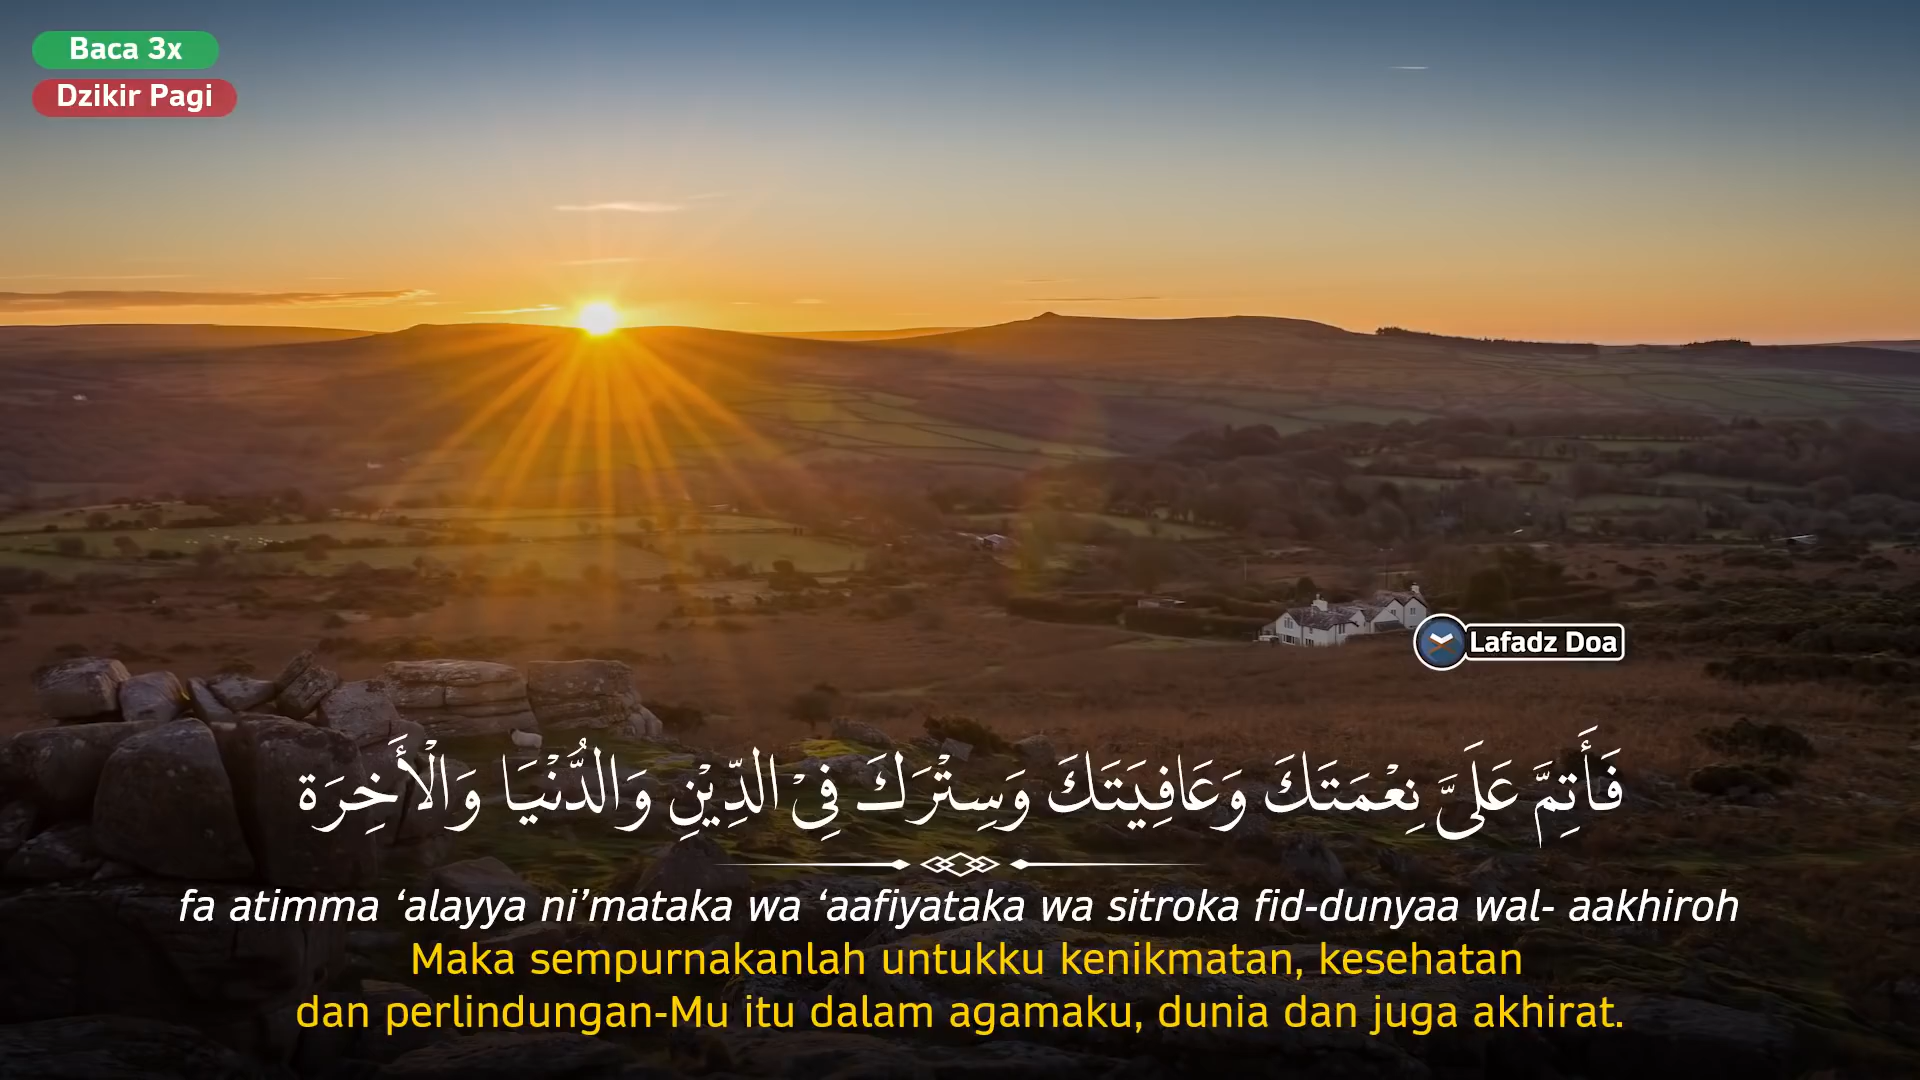 Baca 3x
Dzikir Pagi
Lafadz Doa
فَأَتِمَّ عَلَيَّ نِعْمَتَكَ وَعَافِيَتَكَ وَسِتْرَكَ فِيْ الدِّيْنِ وَالدُّنْيَا وَالْأَخِرَة
fa atimma ‘alayya ni’mataka wa ‘aafiyataka wa sitroka fid-dunyaa wal- aakhiroh
Maka sempurnakanlah untukku kenikmatan, kesehatan
dan perlindungan-Mu itu dalam agamaku, dunia dan juga akhirat.